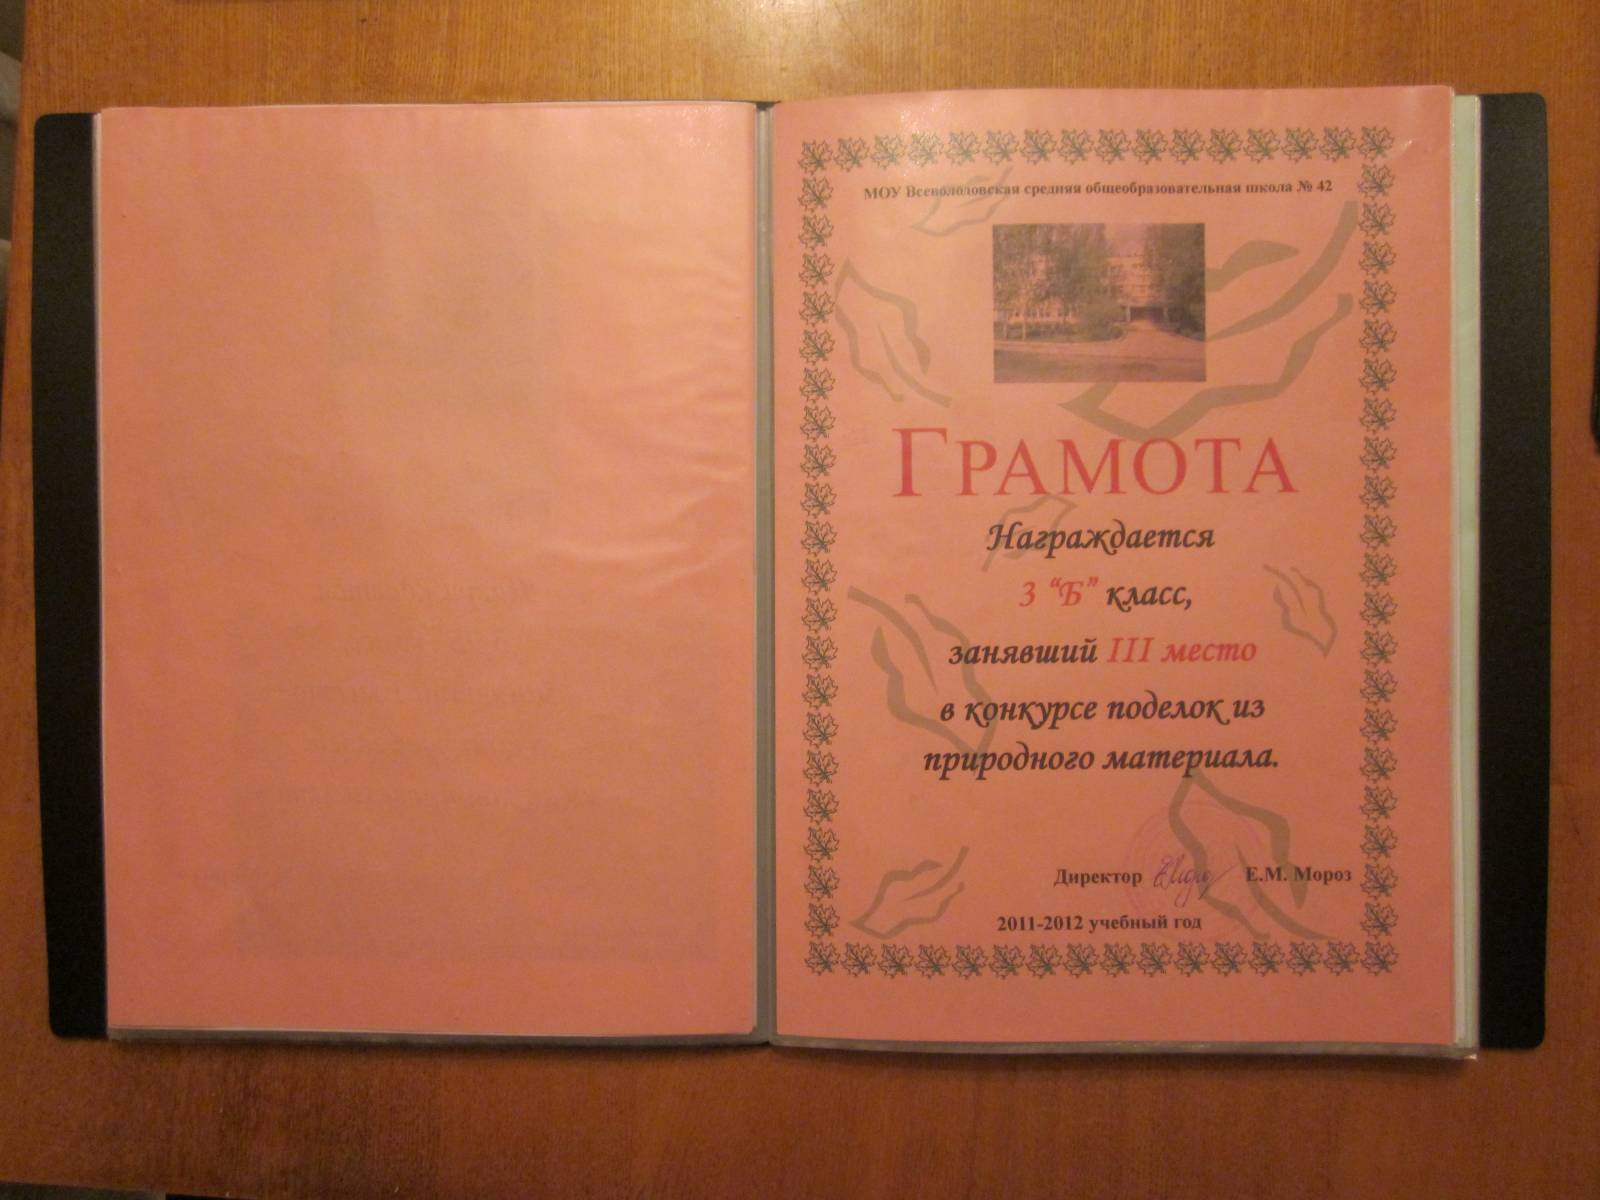 МОУ Всеволодовская средняя общеобразовательная школа № 42
ГРАМОТА
Награждается
3 “Б” класс,
занявший III место
в конкурсе поделок из
природного материала.
Директор Е.М. Мороз
2011-2012 учебный год